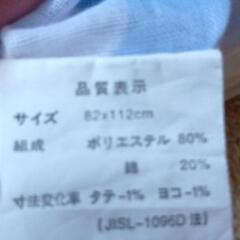 品質表示
サイズ 82x112cm
組成 ポリエステル 80%
綿 20%
寸法変化率 タテ-1% ヨコ-1%
(JISL-1096D法)